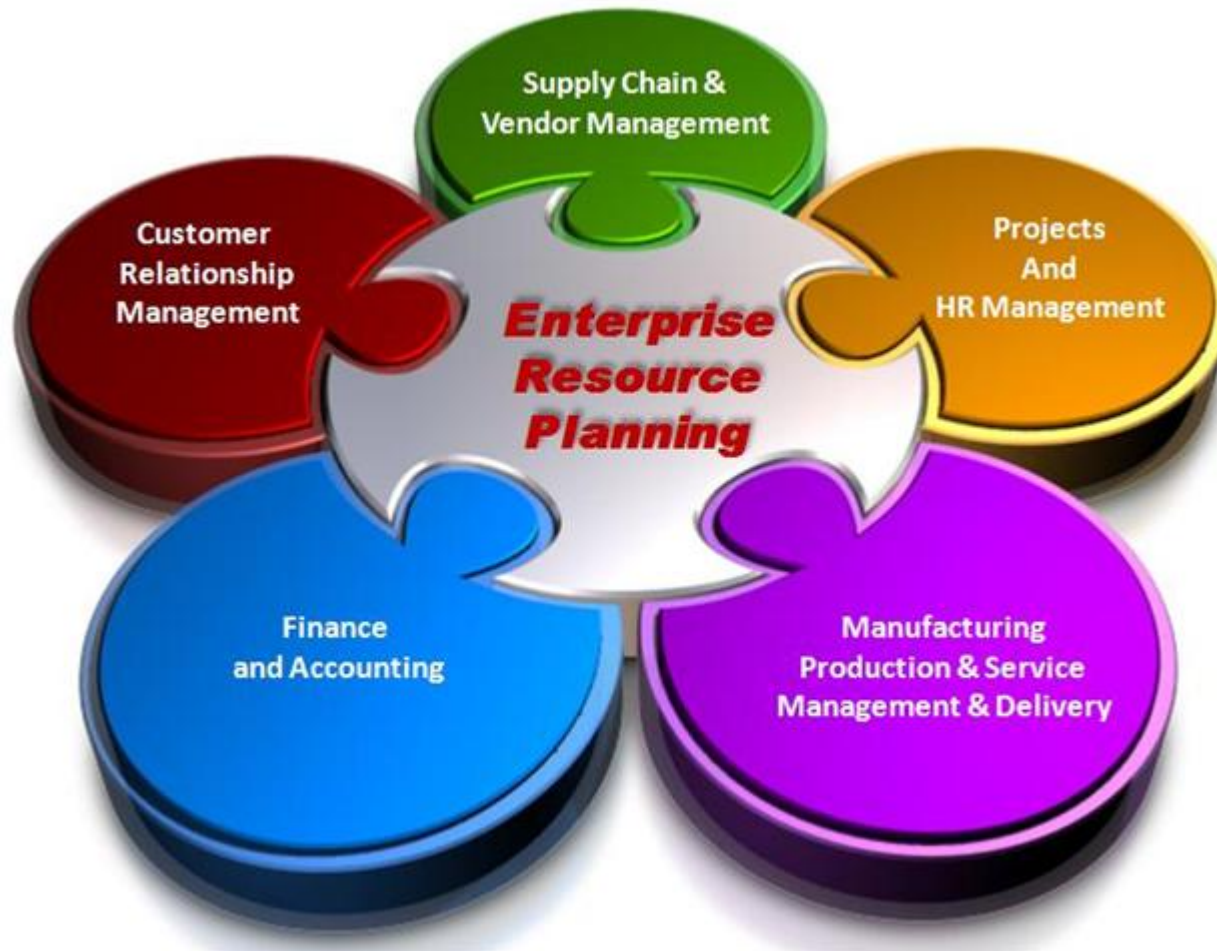 Supply Chain &
Vendor Management
Customer
Relationship
Management
Projects
And
HR Management
Enterprise
Resource
Planning
Finance
and Accounting
Manufacturing
Production & Service
Management & Delivery